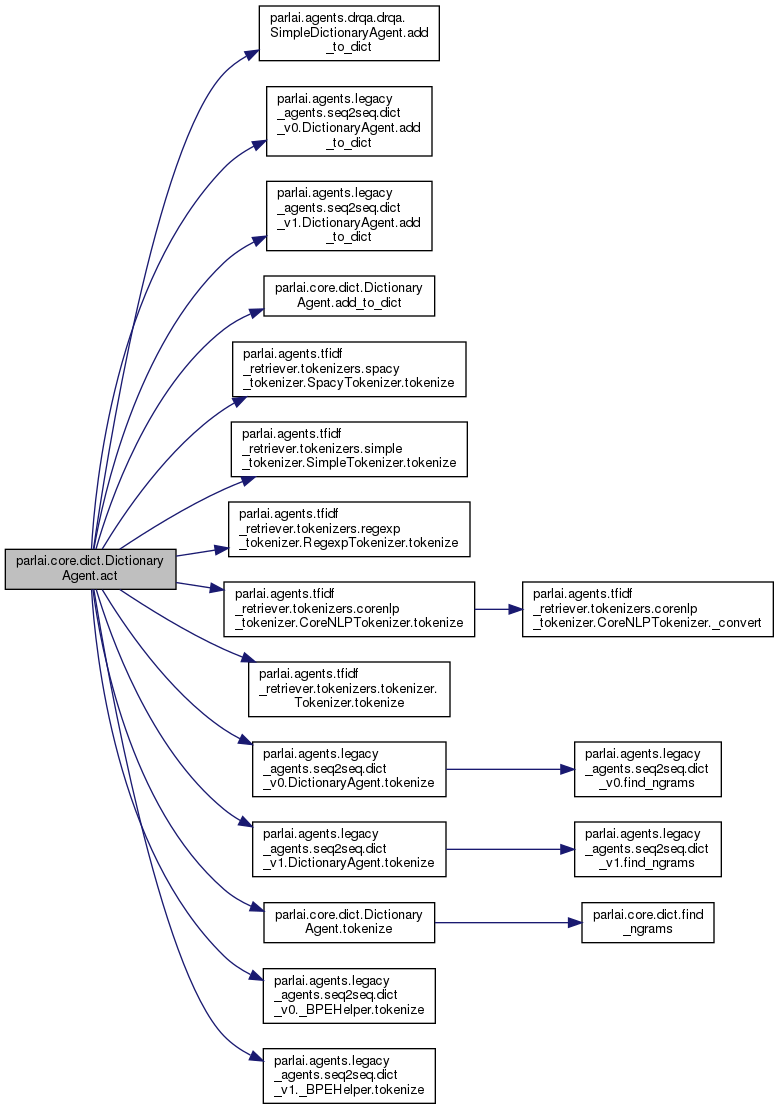 parlai.agents.drqa.drqa.
SimpleDictionaryAgent.add
_to_dict
parlai.agents.legacy
_agents.seq2seq.dict
_v0.DictionaryAgent.add
_to_dict
parlai.agents.legacy
_agents.seq2seq.dict
_v1.DictionaryAgent.add
_to_dict
parlai.core.dict.Dictionary
Agent.add_to_dict
parlai.agents.tfidf
_retriever.tokenizers.spacy
_tokenizer.SpacyTokenizer.tokenize
parlai.agents.tfidf
_retriever.tokenizers.simple
_tokenizer.SimpleTokenizer.tokenize
parlai.agents.tfidf
_retriever.tokenizers.regexp
_tokenizer.RegexpTokenizer.tokenize
parlai.core.dict.Dictionary
Agent.act
parlai.agents.tfidf
_retriever.tokenizers.corenlp
_tokenizer.CoreNLPTokenizer.tokenize
parlai.agents.tfidf
_retriever.tokenizers.corenlp
_tokenizer.CoreNLPTokenizer._convert
parlai.agents.tfidf
_retriever.tokenizers.tokenizer.
Tokenizer.tokenize
parlai.agents.legacy
_agents.seq2seq.dict
_v0.DictionaryAgent.tokenize
parlai.agents.legacy
_agents.seq2seq.dict
_v0.find_ngrams
parlai.agents.legacy
_agents.seq2seq.dict
_v1.DictionaryAgent.tokenize
parlai.agents.legacy
_agents.seq2seq.dict
_v1.find_ngrams
parlai.core.dict.Dictionary
Agent.tokenize
parlai.core.dict.find
_ngrams
parlai.agents.legacy
_agents.seq2seq.dict
_v0._BPEHelper.tokenize
parlai.agents.legacy
_agents.seq2seq.dict
_v1._BPEHelper.tokenize